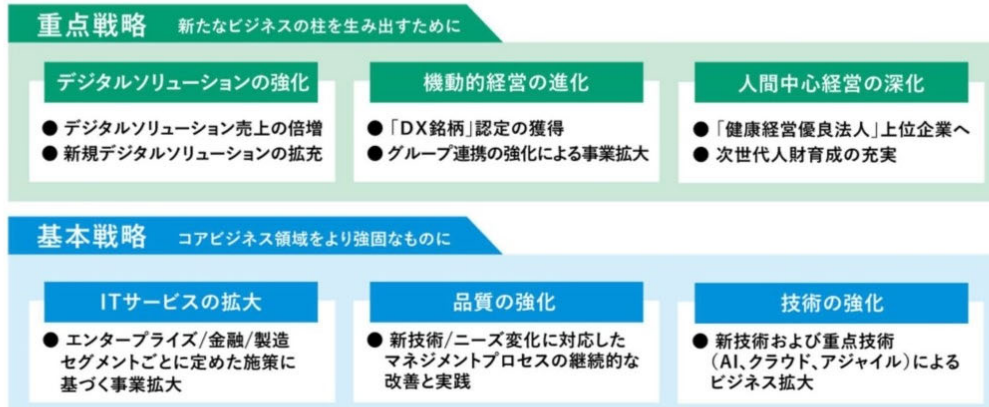 重点戦略 新たなビジネスの柱を生み出すために
デジタルソリューションの強化
● デジタルソリューション売上の倍増
● 新規デジタルソリューションの拡充
機動的経営の進化
● 「DX銘柄」認定の獲得
● グループ連携の強化による事業拡大
人間中心経営の深化
● 「健康経営優良法人」上位企業へ
● 次世代人財育成の充実
基本戦略 コアビジネス領域をより強固なものに
ITサービスの拡大
● エンタープライズ/金融/製造
セグメントごとに定めた施策に
基づく事業拡大
品質の強化
● 新技術/ニーズ変化に対応した
マネジメントプロセスの継続的な
改善と実践
技術の強化
● 新技術および重点技術
(AI、クラウド、アジャイル)による
ビジネス拡大